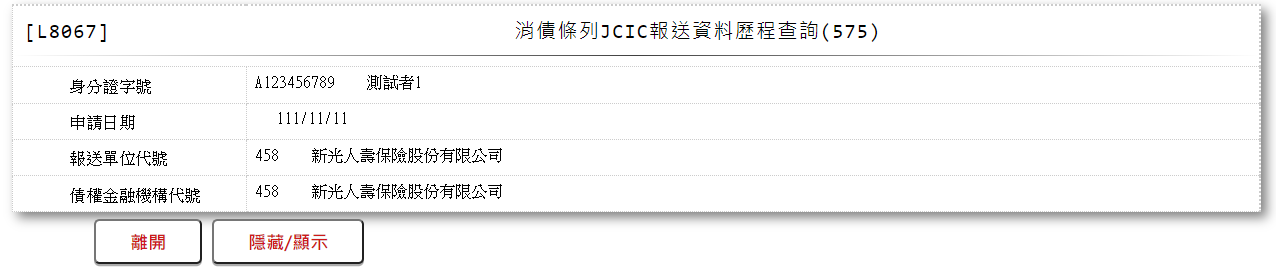 [L8067] 消債條列JCIC報送資料歷程查詢(575)
身分證字號 A123456789 測試者1
申請日期 111/11/11
報送單位代號 458 新光人壽保險股份有限公司
債權金融機構代號 458 新光人壽保險股份有限公司
離開 隱藏/顯示